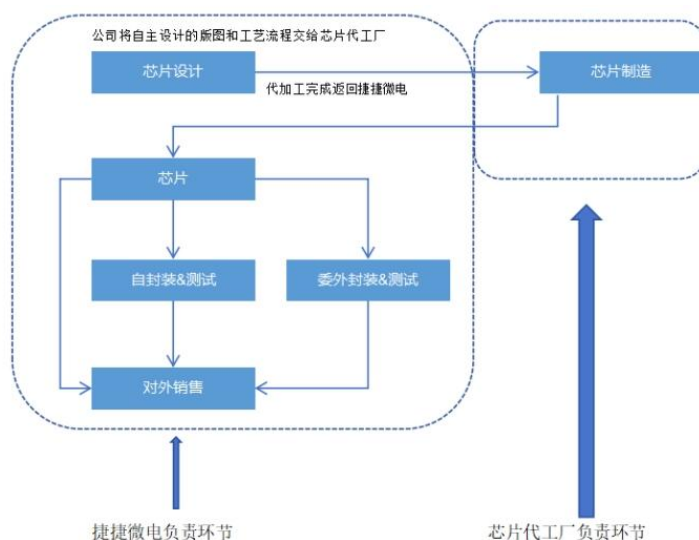 公司将自主设计的版图和工艺流程交给芯片代工厂
芯片设计
芯片制造
代加工完成返回捷捷微电
芯片
自封装&测试
委外封装&测试
对外销售
捷捷微电负责环节
芯片代工厂负责环节